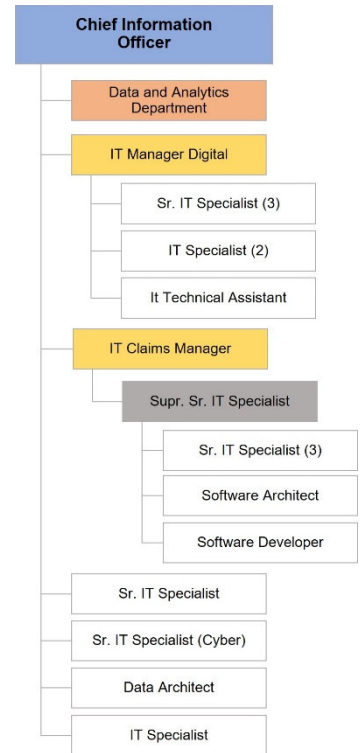 Chief Information
Officer
Data and Analytics
Department
IT Manager Digital
Sr. IT Specialist (3)
IT Specialist (2)
It Technical Assistant
IT Claims Manager
Supr. Sr. IT Specialist
Sr. IT Specialist (3)
Software Architect
Software Developer
Sr. IT Specialist
Sr. IT Specialist (Cyber)
Data Architect
IT Specialist